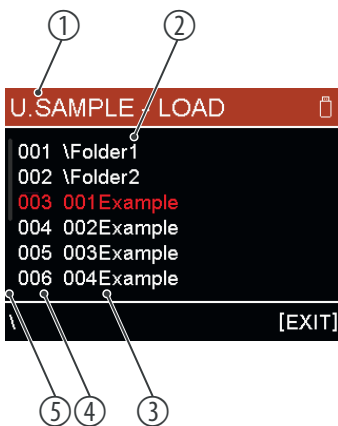 ① ②
U.SAMPLE - LOAD
001 \Folder1
002 \Folder2
003 001Example
004 002Example
005 003Example
006 004Example
\ [EXIT]
⑤ ④ ③